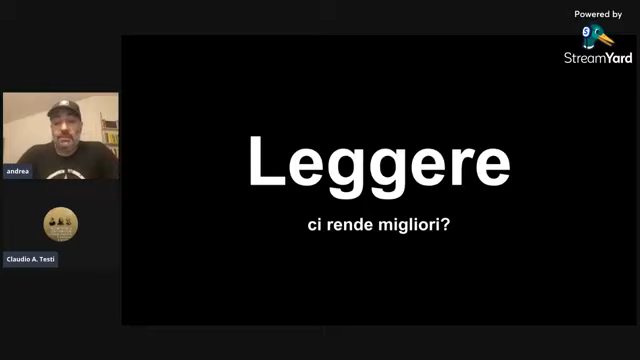 Powered by
StreamYard
Leggere
ci rende migliori?
andrea
Claudio A. Testi